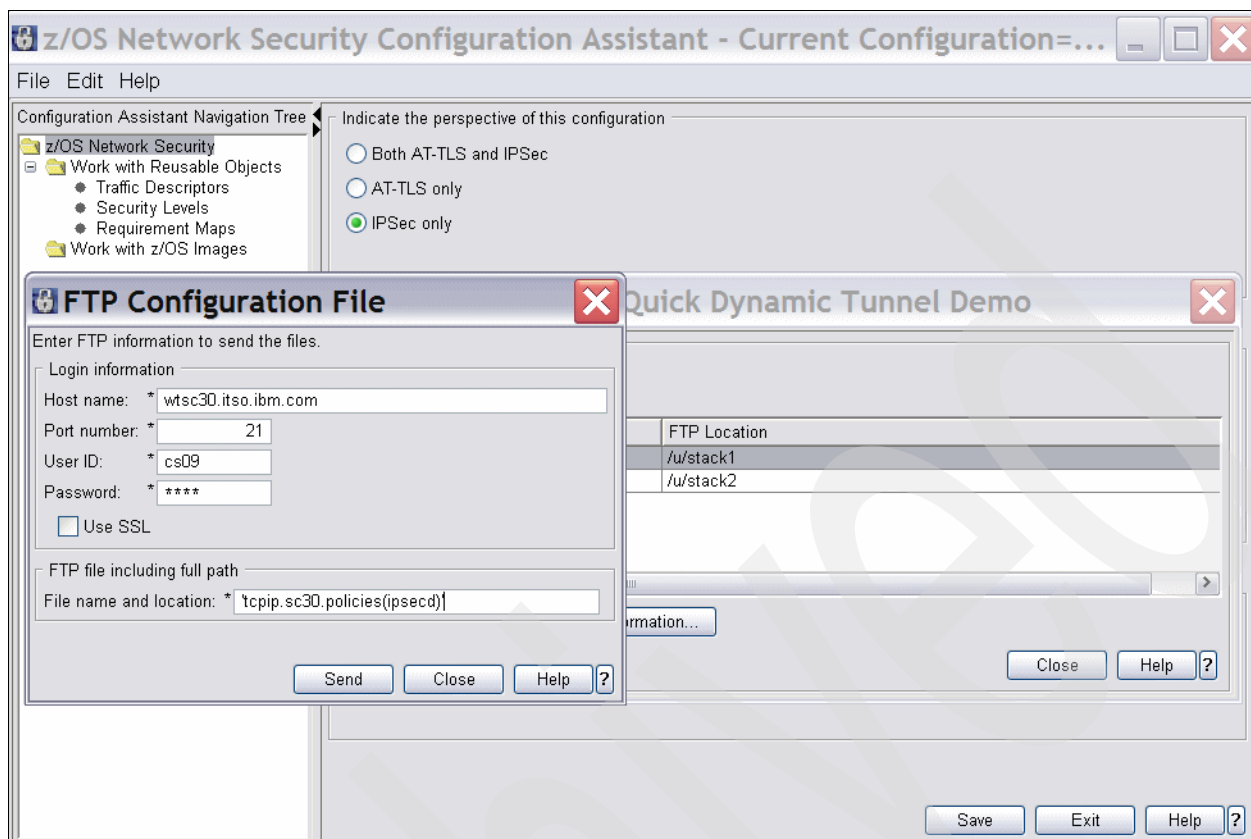 z/OS Network Security Configuration Assistant - Current Configuration=...
File Edit Help
Configuration Assistant Navigation Tree
z/OS Network Security
Work with Reusable Objects
Traffic Descriptors
Security Levels
Requirement Maps
Work with z/OS Images
Indicate the perspective of this configuration
Both AT-TLS and IPSec
AT-TLS only
IPSec only
FTP Configuration File
Enter FTP information to send the files.
Login information
Host name: * wtsc30.itso.ibm.com
Port number: * 21
User ID: * cs09
Password: * ****
Use SSL
FTP file including full path
File name and location: * 'tcpip.sc30.policies(ipsecd)'
Send Close Help ?
Quick Dynamic Tunnel Demo
FTP Location
/u/stack1
/u/stack2
rmation...
Close Help ?
Save Exit Help ?